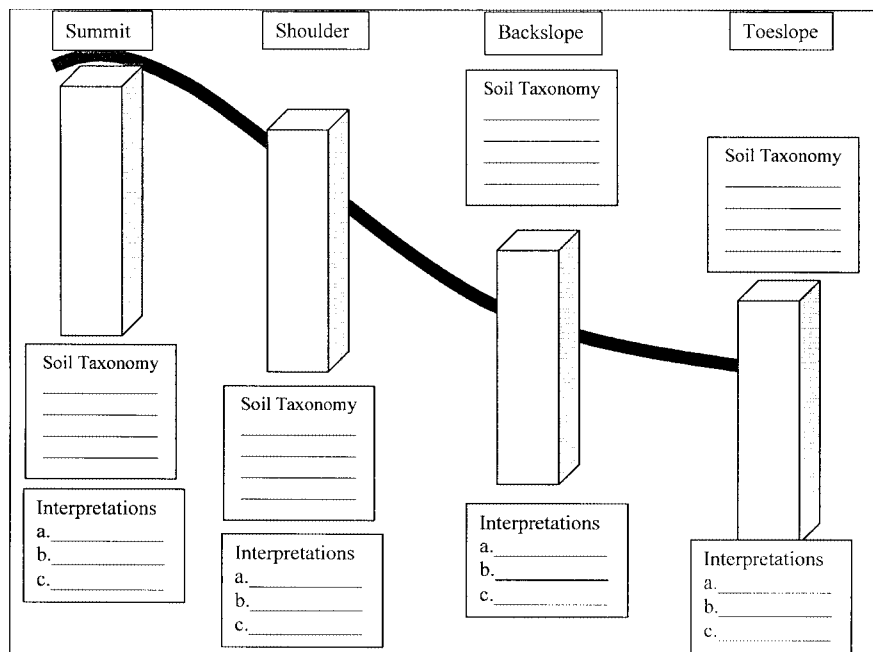 Summit
Shoulder
Backslope
Toeslope
Soil Taxonomy
Soil Taxonomy
Soil Taxonomy
Soil Taxonomy
Interpretations
a.
b.
c.
Interpretations
a.
b.
c.
Interpretations
a.
b.
c.
Interpretations
a.
b.
c.